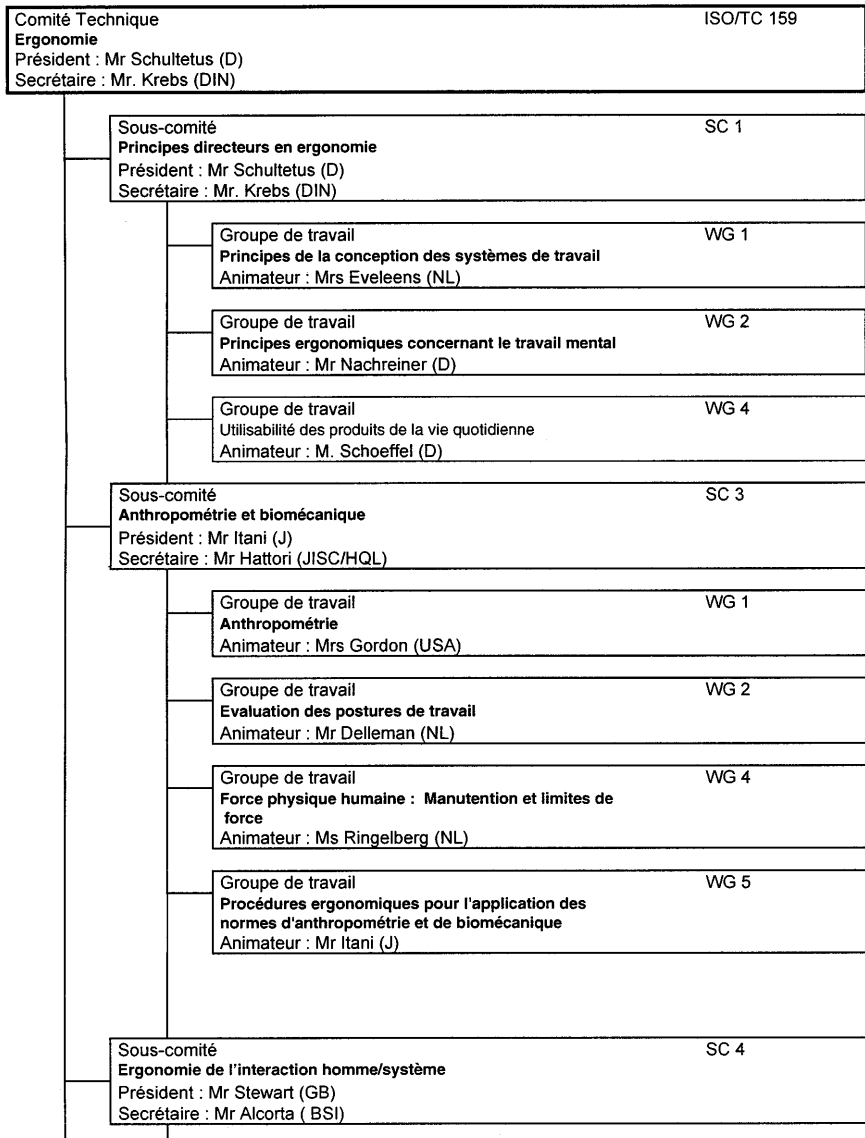 Comité Technique ISO/TC 159
Ergonomie
Président : Mr Schultetus (D)
Secrétaire : Mr. Krebs (DIN)
Sous-comité SC 1
Principes directeurs en ergonomie
Président : Mr Schultetus (D)
Secrétaire : Mr. Krebs (DIN)
Groupe de travail WG 1
Principes de la conception des systèmes de travail
Animateur : Mrs Eveleens (NL)
Groupe de travail WG 2
Principes ergonomiques concernant le travail mental
Animateur : Mr Nachreiner (D)
Groupe de travail WG 4
Utilisabilité des produits de la vie quotidienne
Animateur : M. Schoeffel (D)
Sous-comité SC 3
Anthropométrie et biomécanique
Président : Mr Itani (J)
Secrétaire : Mr Hattori (JISC/HQL)
Groupe de travail WG 1
Anthropométrie
Animateur : Mrs Gordon (USA)
Groupe de travail WG 2
Evaluation des postures de travail
Animateur : Mr Delleman (NL)
Groupe de travail WG 4
Force physique humaine : Manutention et limites de
force
Animateur : Ms Ringelberg (NL)
Groupe de travail WG 5
Procédures ergonomiques pour l'application des
normes d'anthropométrie et de biomécanique
Animateur : Mr Itani (J)
Sous-comité SC 4
Ergonomie de l'interaction homme/système
Président : Mr Stewart (GB)
Secrétaire : Mr Alcorta ( BSI)